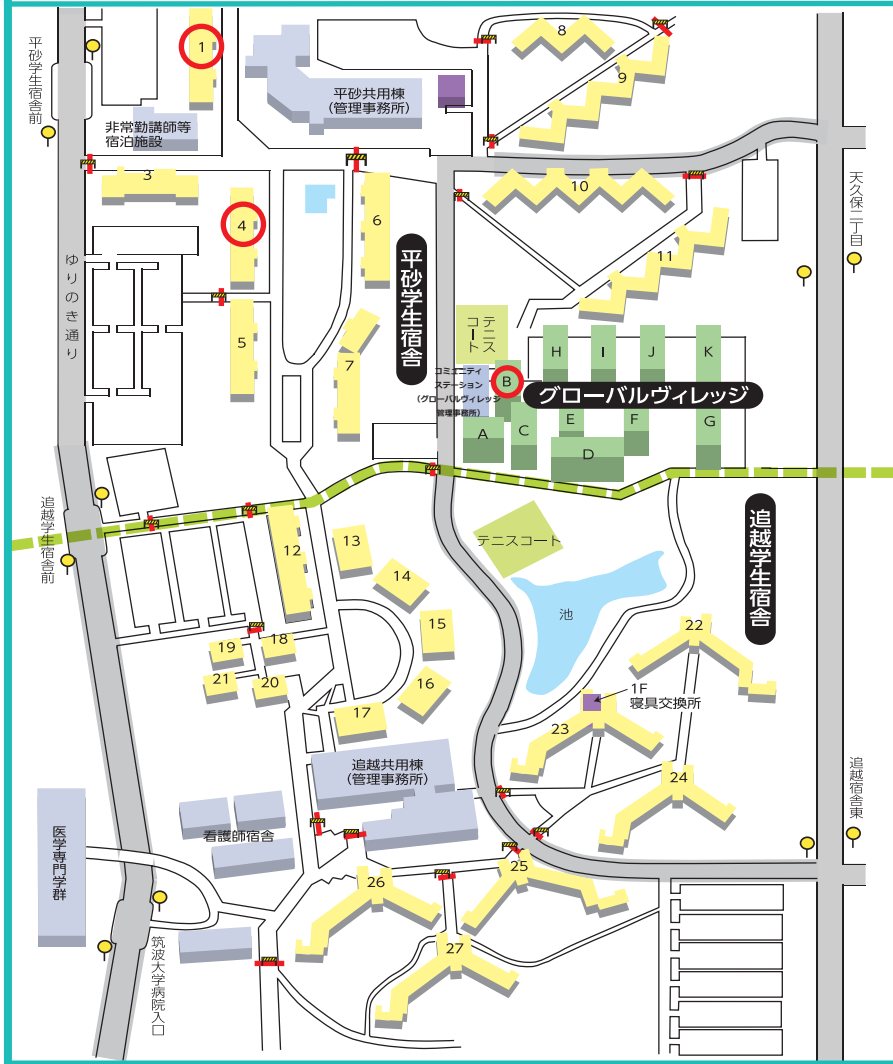 平砂学生宿舎前
1
平砂共用棟
(管理事務所)
8
9
非常勤講師等
宿泊施設
3
4
6
10
天久保二丁目
ゆりのき通り
平砂学生宿舎
11
5
7
テニス
コート
H
I
J
K
コミュニティ
ステーション
(グローバルヴィレッジ
管理事務所)
B
グローバルヴィレッジ
A
C
E
F
G
D
追越学生宿舎前
12
13
テニスコート
追越学生宿舎
14
15
池
22
19
18
21
20
16
17
1F
寝具交換所
23
追越共用棟
(管理事務所)
24
追越宿舎東
医学専門学群
看護師宿舎
25
26
27
筑波大学病院入口